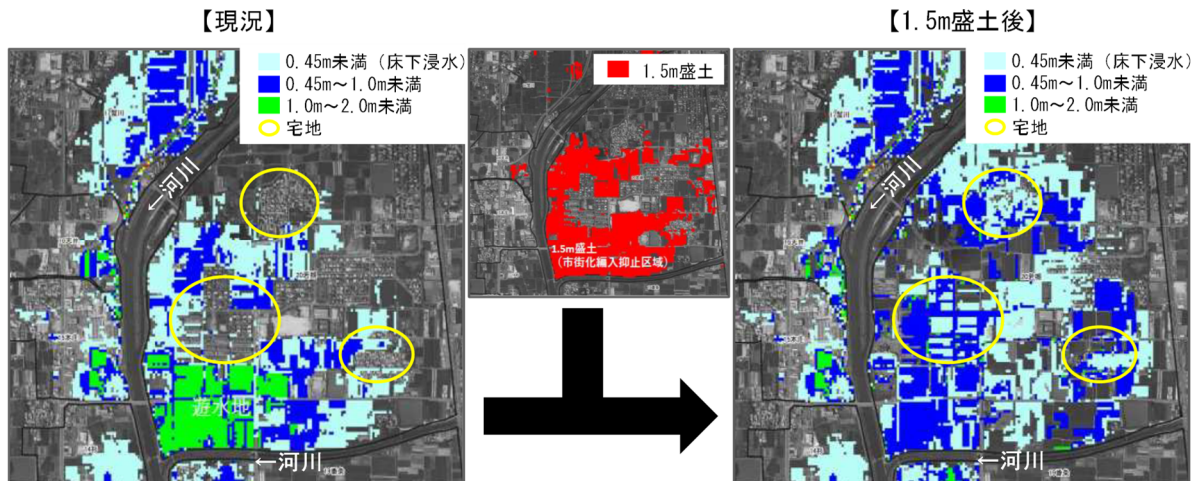 【現況】
0.45m未満（床下浸水）
0.45m～1.0m未満
1.0m～2.0m未満
宅地
←河川
遊水地
←河川
1.5m盛土
1.5m盛土
（市街化編入抑止区域）
【1.5m盛土後】
0.45m未満（床下浸水）
0.45m～1.0m未満
1.0m～2.0m未満
宅地
←河川
←河川